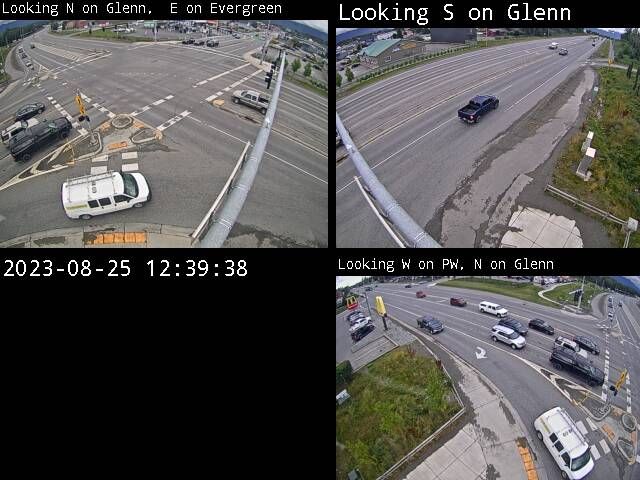 Looking N on Glenn, E on Evergreen
Looking S on Glenn
2023-08-25 12:39:38
Looking W on PW, N on Glenn